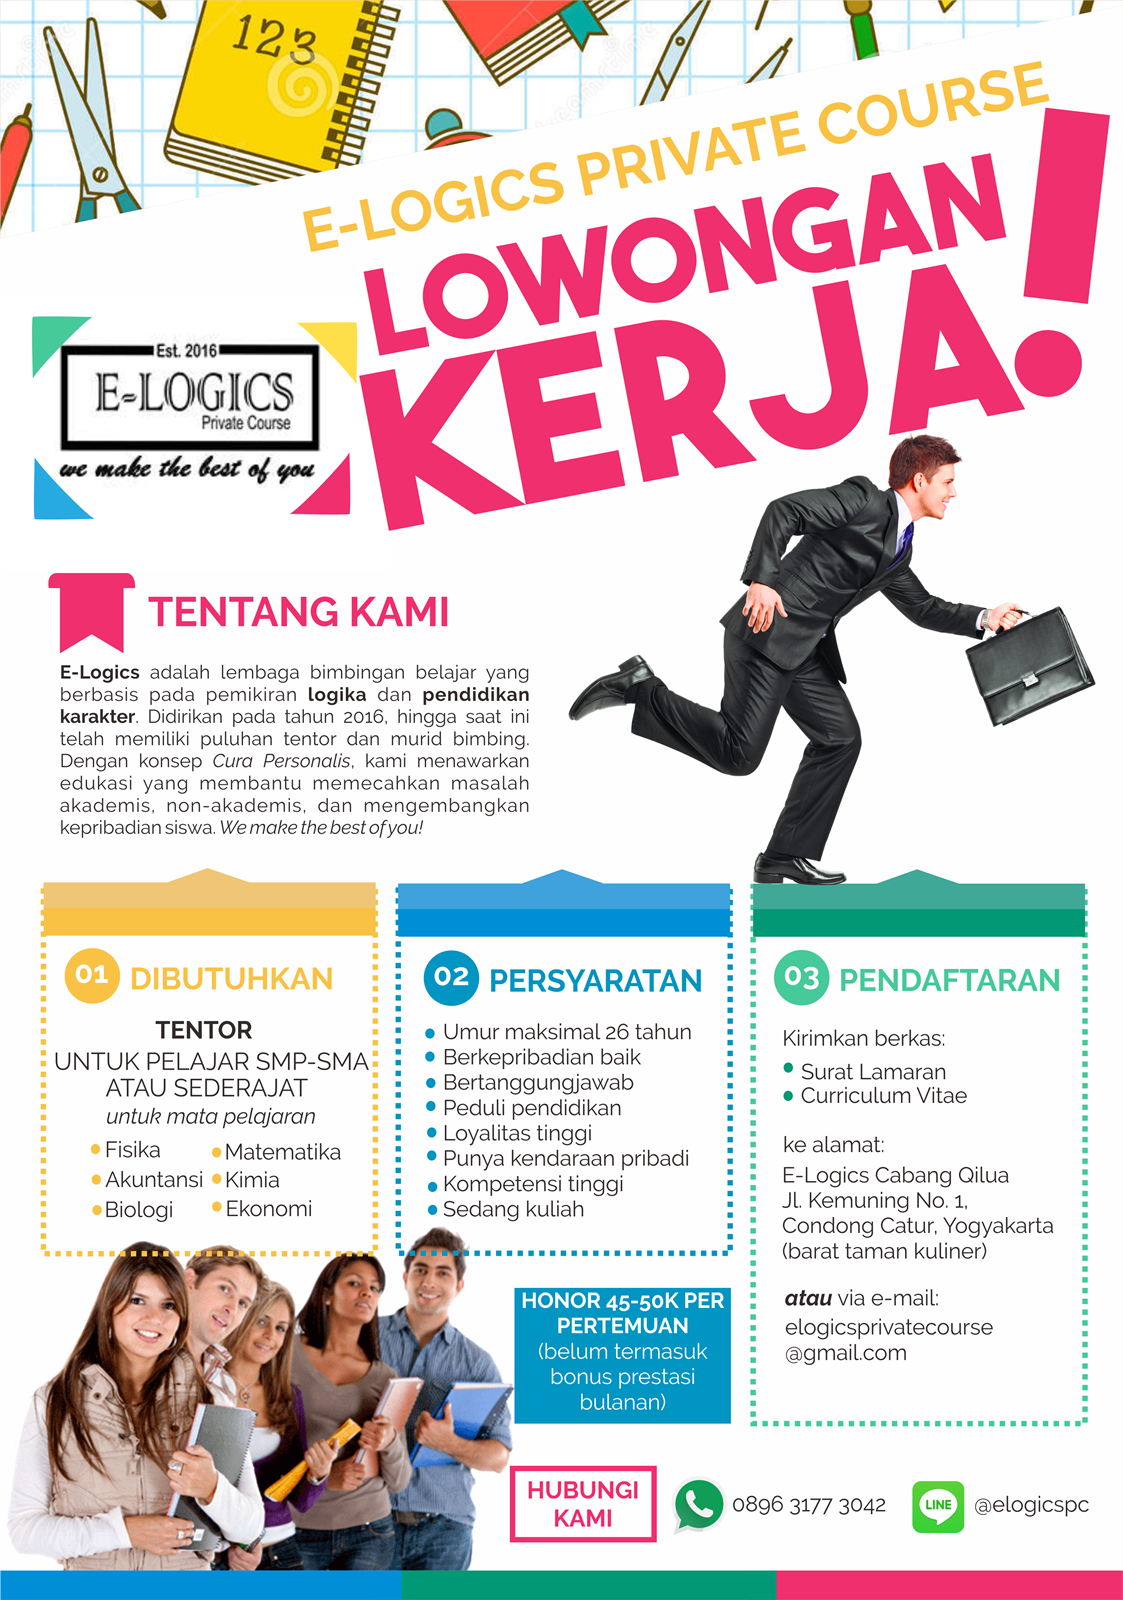 123
E-LOGICS PRIVATE COURSE
LOWONGAN
KERJA!
Est. 2016
E-LOGICS
Private Course
we make the best of you
TENTANG KAMI
E-Logics adalah lembaga bimbingan belajar yang
berbasis pada pemikiran logika dan pendidikan
karakter. Didirikan pada tahun 2016, hingga saat ini
telah memiliki puluhan tentor dan murid bimbing.
Dengan konsep Cura Personalis, kami menawarkan
edukasi yang membantu memecahkan masalah
akademis, non-akademis, dan mengembangkan
kepribadian siswa. We make the best of you!
01 DIBUTUHKAN
TENTOR
UNTUK PELAJAR SMP-SMA
ATAU SEDERAJAT
untuk mata pelajaran
• Fisika
• Akuntansi
• Biologi
• Matematika
• Kimia
• Ekonomi
02 PERSYARATAN
• Umur maksimal 26 tahun
• Berkepribadian baik
• Bertanggungjawab
• Peduli pendidikan
• Loyalitas tinggi
• Punya kendaraan pribadi
• Kompetensi tinggi
• Sedang kuliah
HONOR 45-50K PER
PERTEMUAN
(belum termasuk
bonus prestasi
bulanan)
03 PENDAFTARAN
Kirimkan berkas:
• Surat Lamaran
• Curriculum Vitae
ke alamat:
E-Logics Cabang Qilua
Jl. Kemuning No. 1,
Condong Catur, Yogyakarta
(barat taman kuliner)
atau via e-mail:
elogicsprivatecourse
@gmail.com
HUBUNGI
KAMI
0896 3177 3042
LINE
@elogicspc